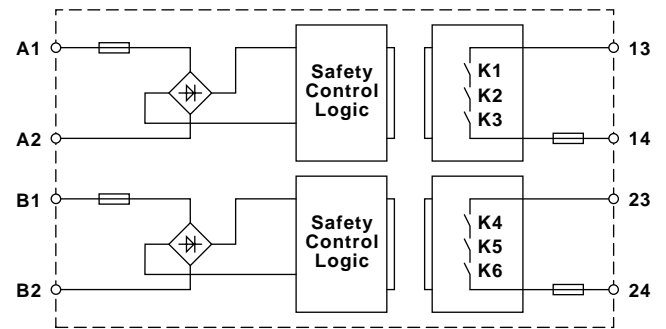 A1
A2
Safety
Control
Logic
K1
K2
K3
13
14
B1
B2
Safety
Control
Logic
K4
K5
K6
23
24